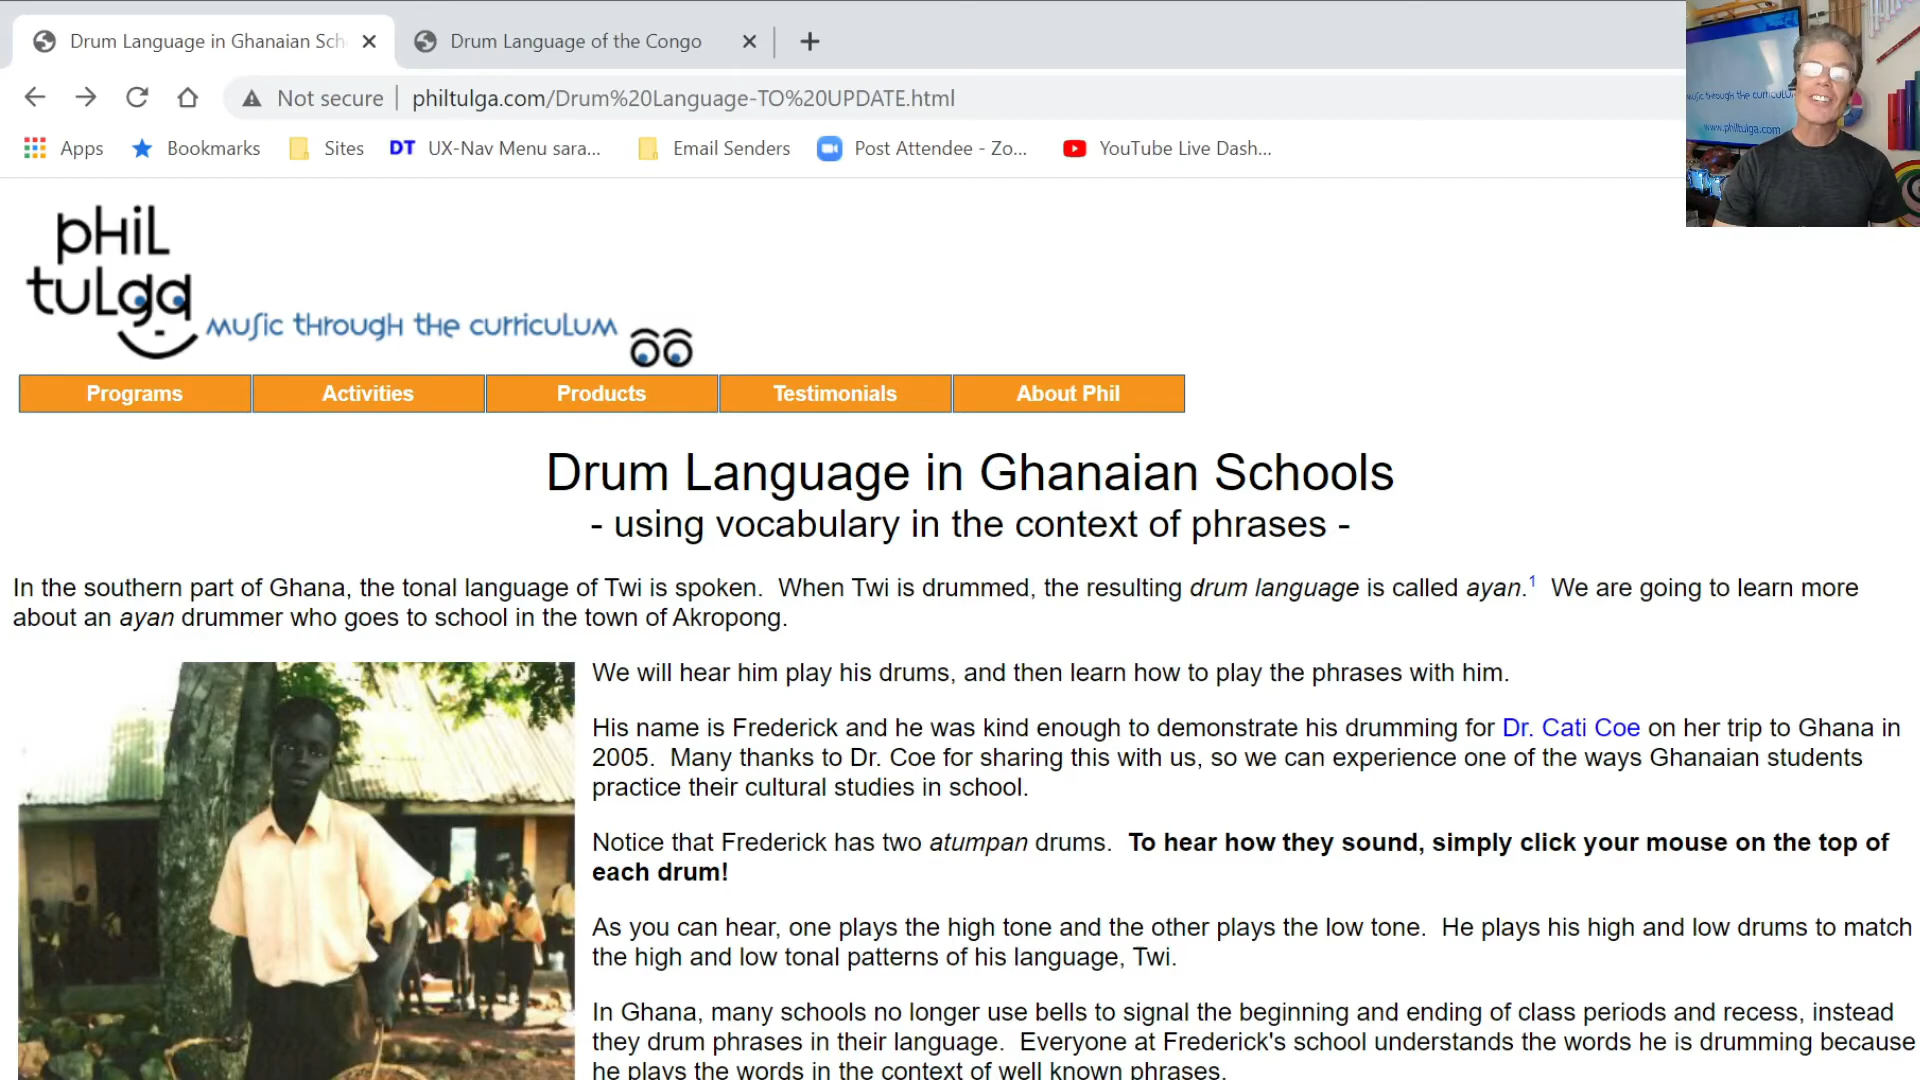 Drum Language in Ghanaian Sch
Drum Language of the Congo
Not secure
philtulga.com/Drum%20Language-TO%20UPDATE.html
Apps
Bookmarks
Sites
DT UX-Nav Menu sara...
Email Senders
Post Attendee - Zo...
YouTube Live Dash...
music through the curriculu
www.philtulga.com
pHiL
tuLga
music through the curriculum
Programs
Activities
Products
Testimonials
About Phil
Drum Language in Ghanaian Schools
- using vocabulary in the context of phrases -
In the southern part of Ghana, the tonal language of Twi is spoken. When Twi is drummed, the resulting drum language is called ayan.1 We are going to learn more
about an ayan drummer who goes to school in the town of Akropong.
We will hear him play his drums, and then learn how to play the phrases with him.
His name is Frederick and he was kind enough to demonstrate his drumming for Dr. Cati Coe on her trip to Ghana in
2005. Many thanks to Dr. Coe for sharing this with us, so we can experience one of the ways Ghanaian students
practice their cultural studies in school.
Notice that Frederick has two atumpan drums. To hear how they sound, simply click your mouse on the top of
each drum!
As you can hear, one plays the high tone and the other plays the low tone. He plays his high and low drums to match
the high and low tonal patterns of his language, Twi.
In Ghana, many schools no longer use bells to signal the beginning and ending of class periods and recess, instead
they drum phrases in their language. Everyone at Frederick's school understands the words he is drumming because
he plays the words in the context of well known phrases.